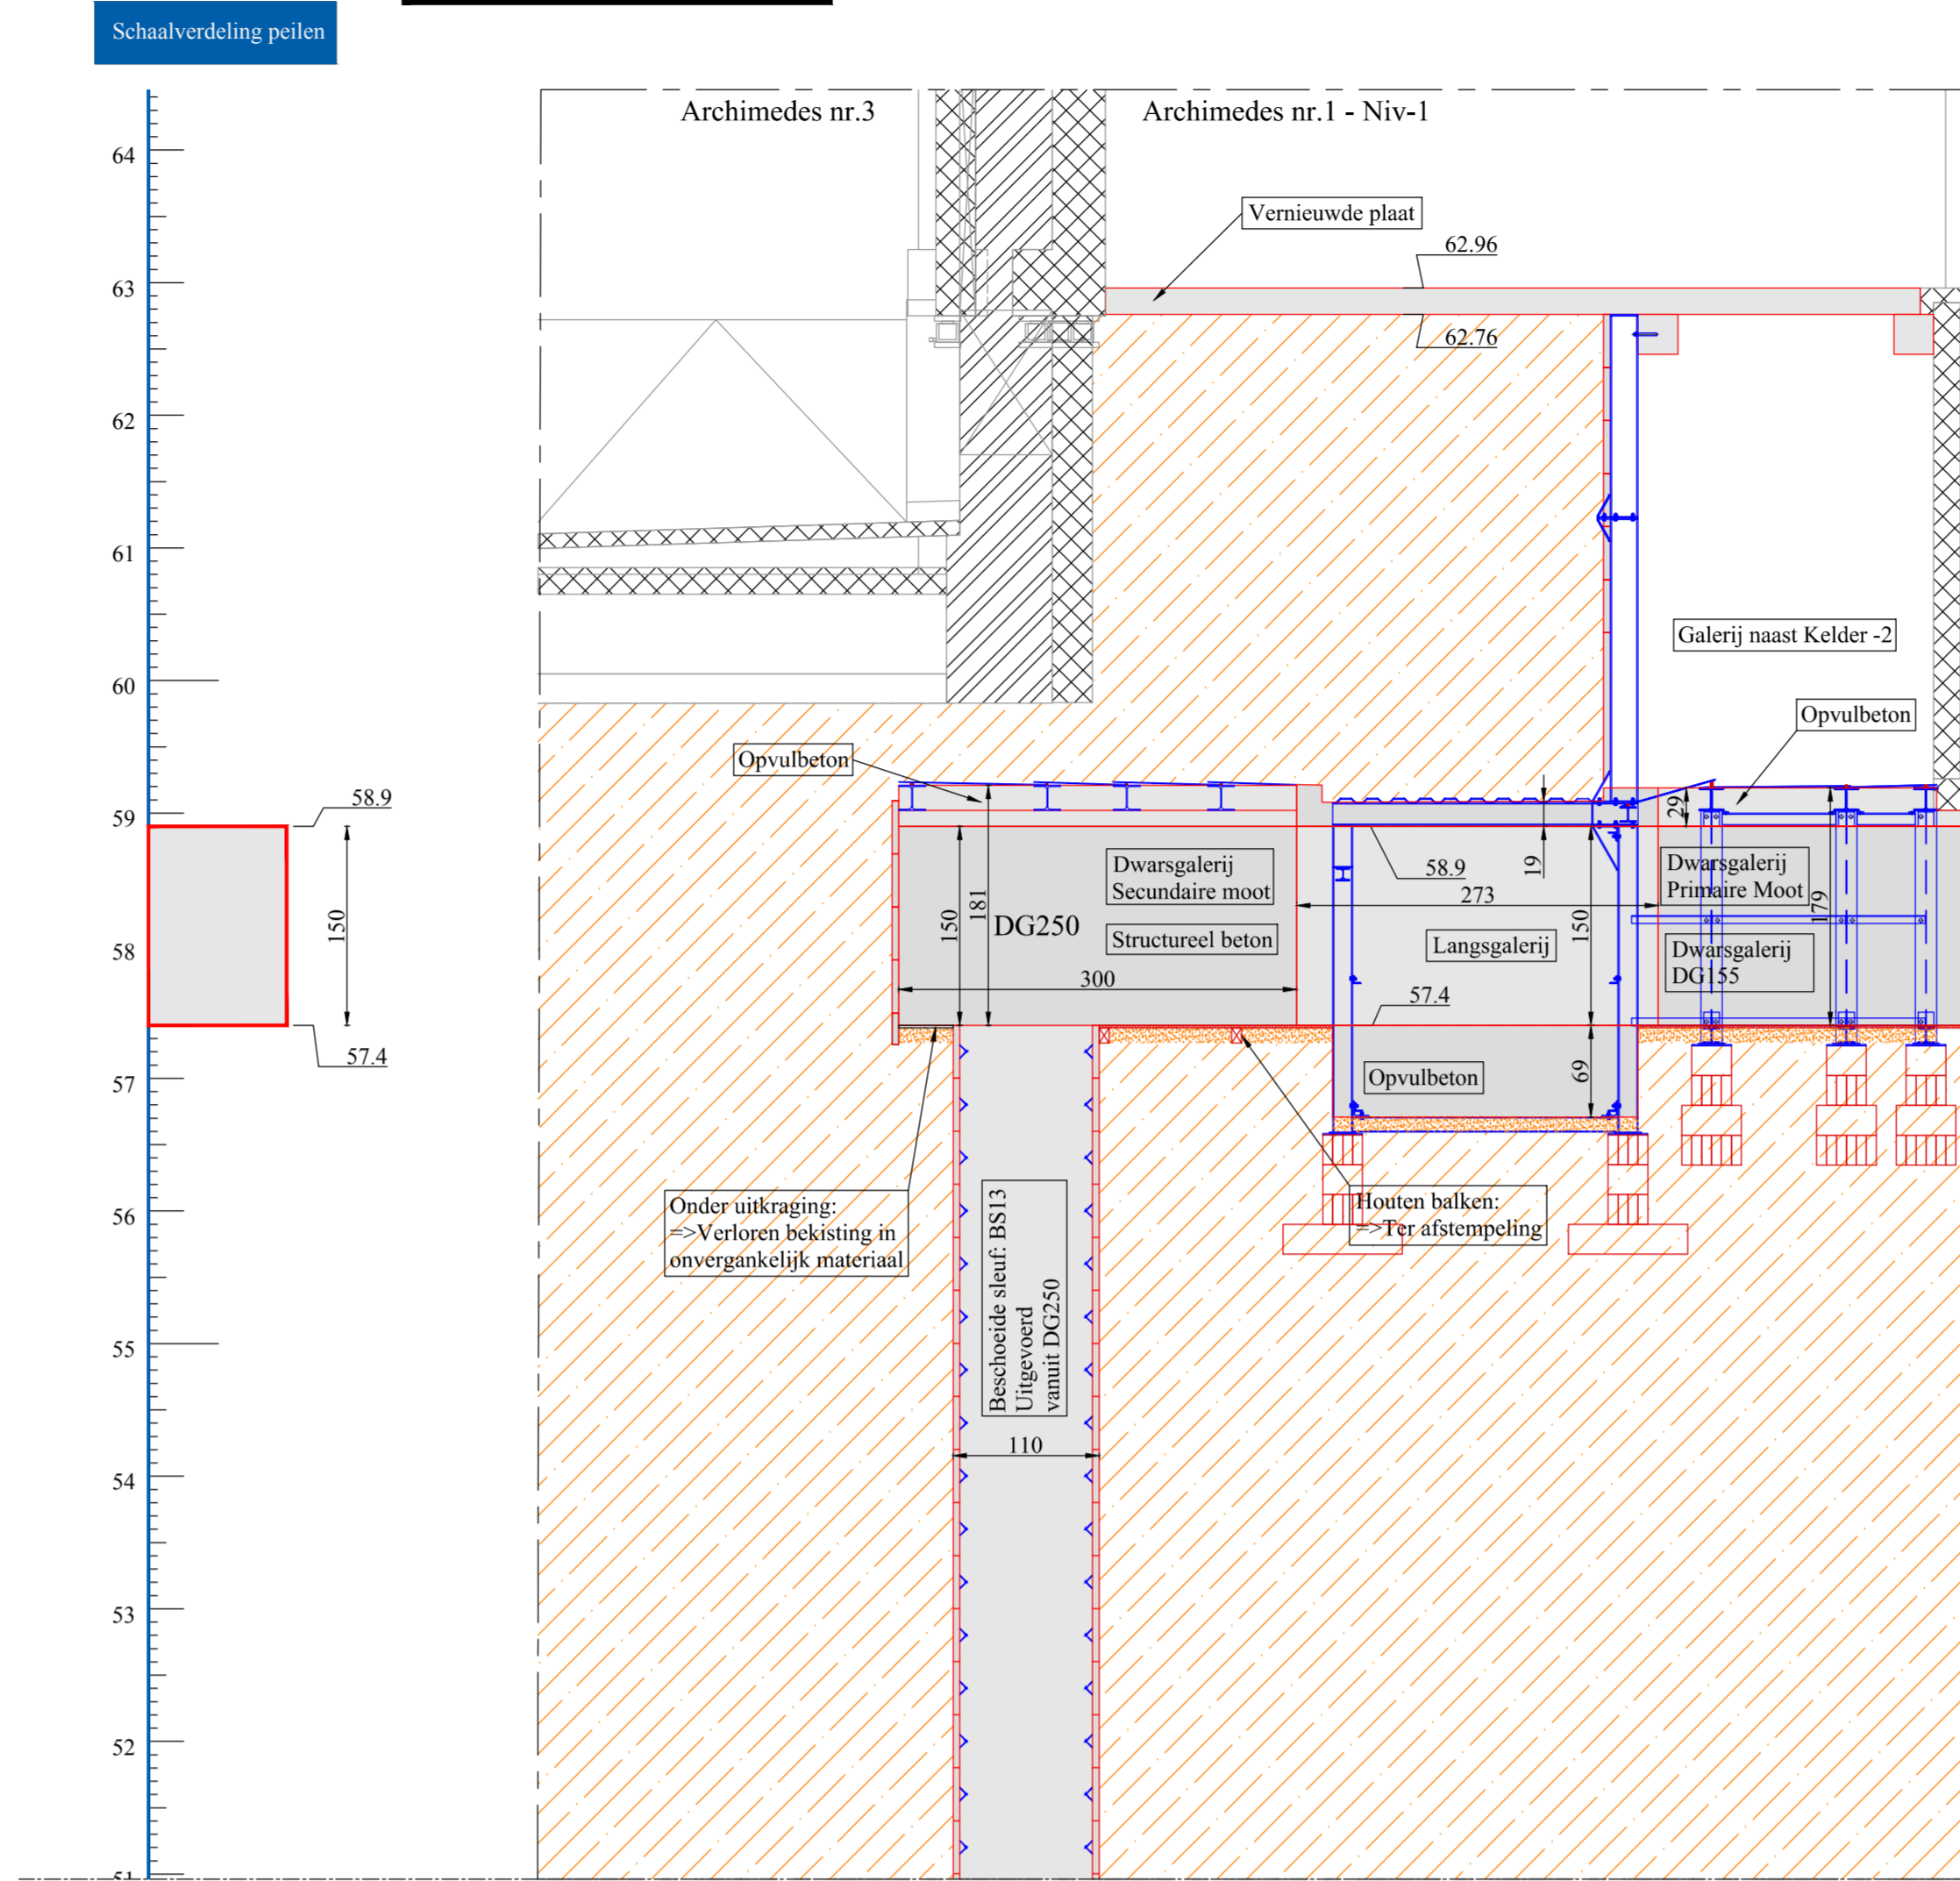 Schaalverdeling peilen
Archimedes nr.3
Archimedes nr.1 - Niv-1
64
Vernieuwde plaat
62.96
63
62.76
62
61
Galerij naast Kelder -2
60
Opvulbeton
Opvulbeton
58.9
59
29
Dwarsgalerij
Secundaire moot
58.9
19
Dwarsgalerij
Primaire Moot
273
150
150
181
DG250
150
179
Structureel beton
Langsgalerij
Dwarsgalerij
DG155
58
300
57.4
57.4
57
Opvulbeton
69
Onder uitkraging:
=>Verloren bekisting in
onvergankelijk materiaal
Houten balken:
=>Ter afstempeling
56
Beschoeide sleuf: BS13
Uitgevoerd
vanuit DG250
55
110
54
53
52
51